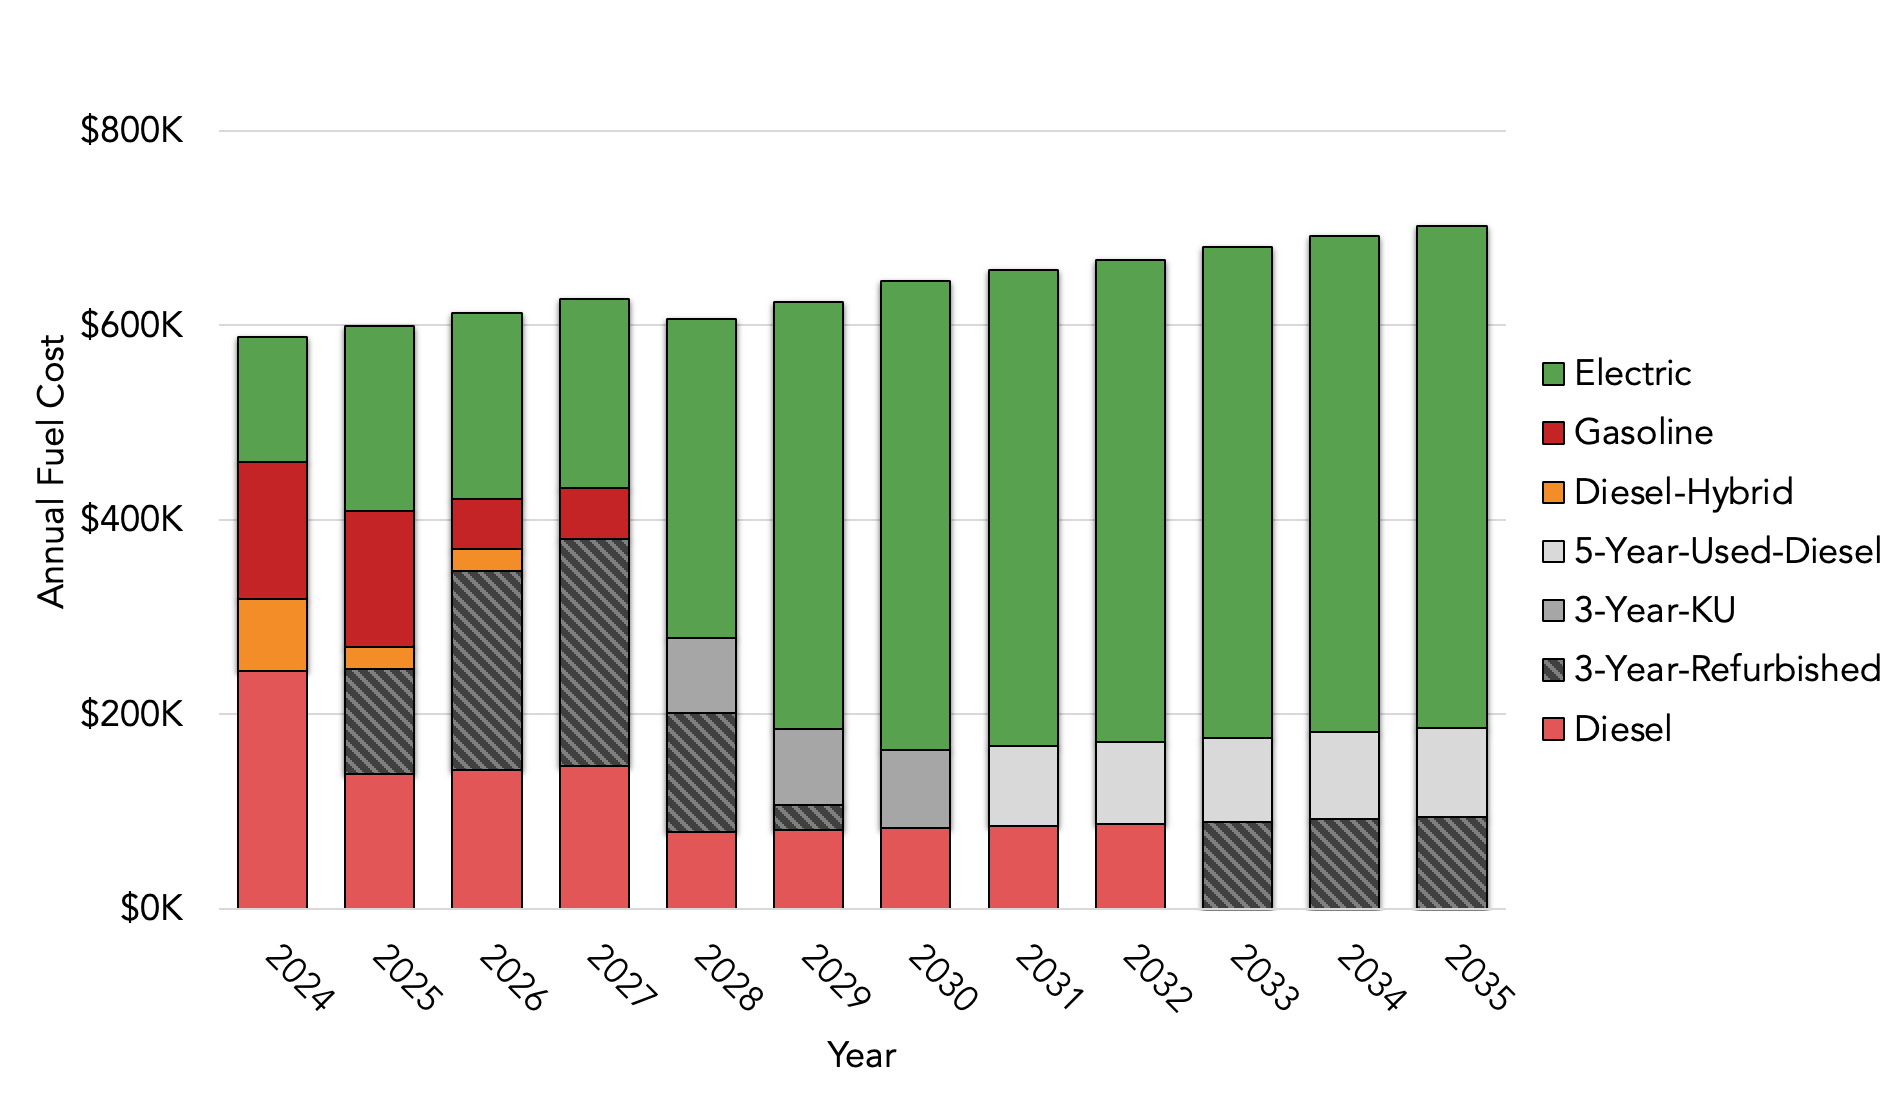 $800K
$600K
$400K
$200K
$0K
Annual Fuel Cost
2024
2025
2026
2027
2028
2029
2030
2031
2032
2033
2034
2035
Year
Electric
Gasoline
Diesel-Hybrid
5-Year-Used-Diesel
3-Year-KU
3-Year-Refurbished
Diesel